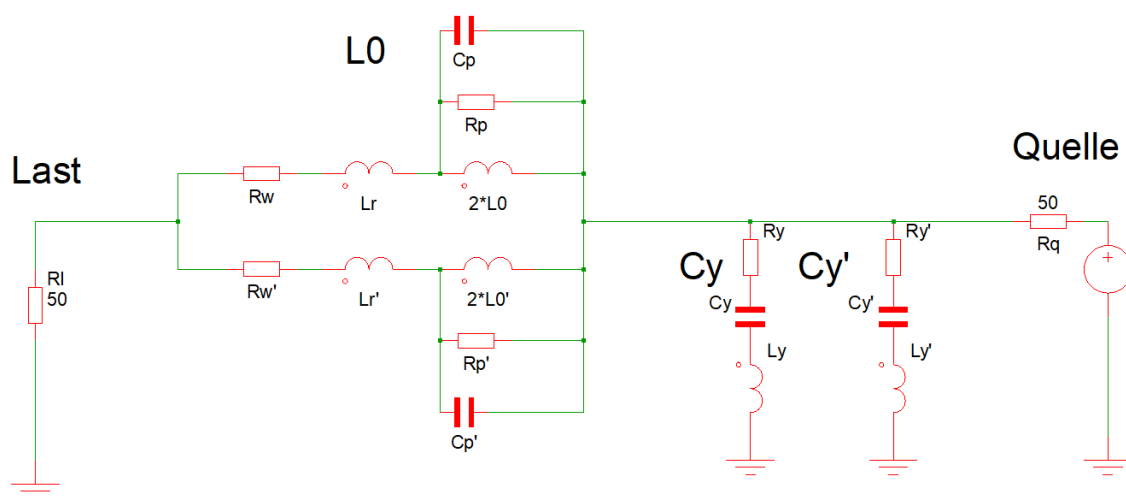 L0
Cp
Rp
Last
Quelle
Rw
Lr
2*L0
50
Rq
Ry
Ry'
Cy
Cy'
Cy
Cy'
Rl
50
Rw'
Lr'
2*L0'
Rp'
Ly
Ly'
Cp'